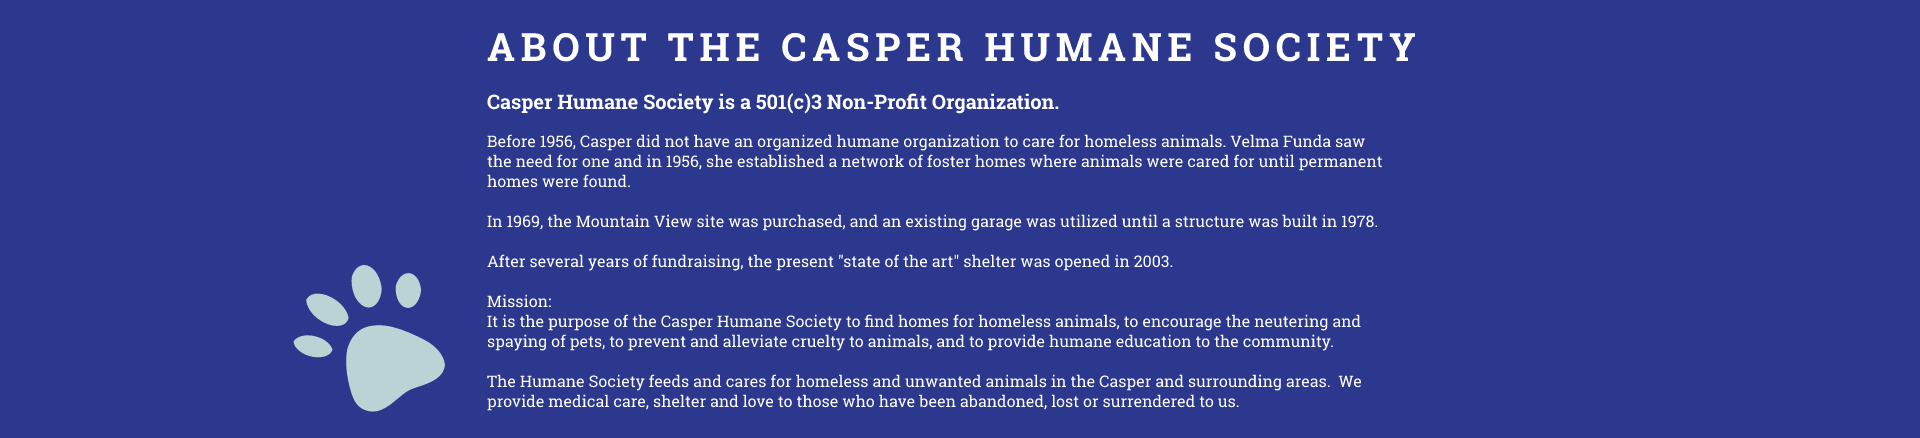 ABOUT THE CASPER HUMANE SOCIETY
Casper Humane Society is a 501(c)3 Non-Profit Organization.
Before 1956, Casper did not have an organized humane organization to care for homeless animals. Velma Funda saw
the need for one and in 1956, she established a network of foster homes where animals were cared for until permanent
homes were found.
In 1969, the Mountain View site was purchased, and an existing garage was utilized until a structure was built in 1978.
After several years of fundraising, the present "state of the art" shelter was opened in 2003.
Mission:
It is the purpose of the Casper Humane Society to find homes for homeless animals, to encourage the neutering and
spaying of pets, to prevent and alleviate cruelty to animals, and to provide humane education to the community.
The Humane Society feeds and cares for homeless and unwanted animals in the Casper and surrounding areas.  We
provide medical care, shelter and love to those who have been abandoned, lost or surrendered to us.